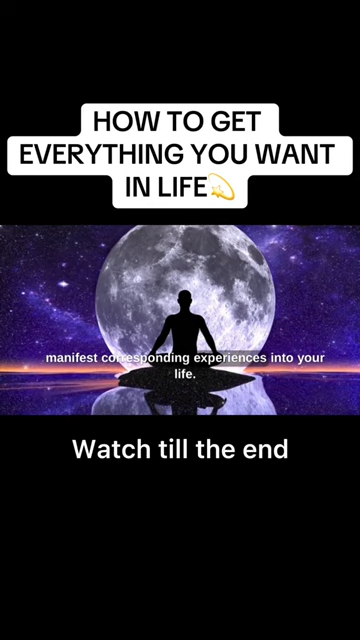 HOW TO GET
EVERYTHING YOU WANT
IN LIFE💫
manifest corresponding experiences into your
life.
Watch till the end